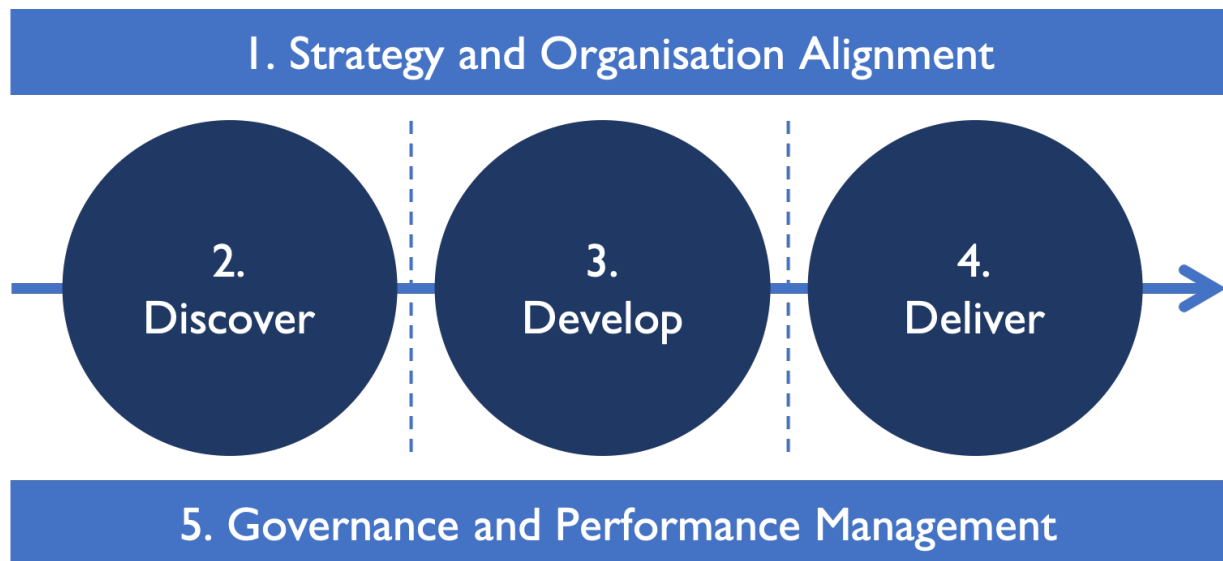 1. Strategy and Organisation Alignment
2.
Discover
3.
Develop
4.
Deliver
5. Governance and Performance Management